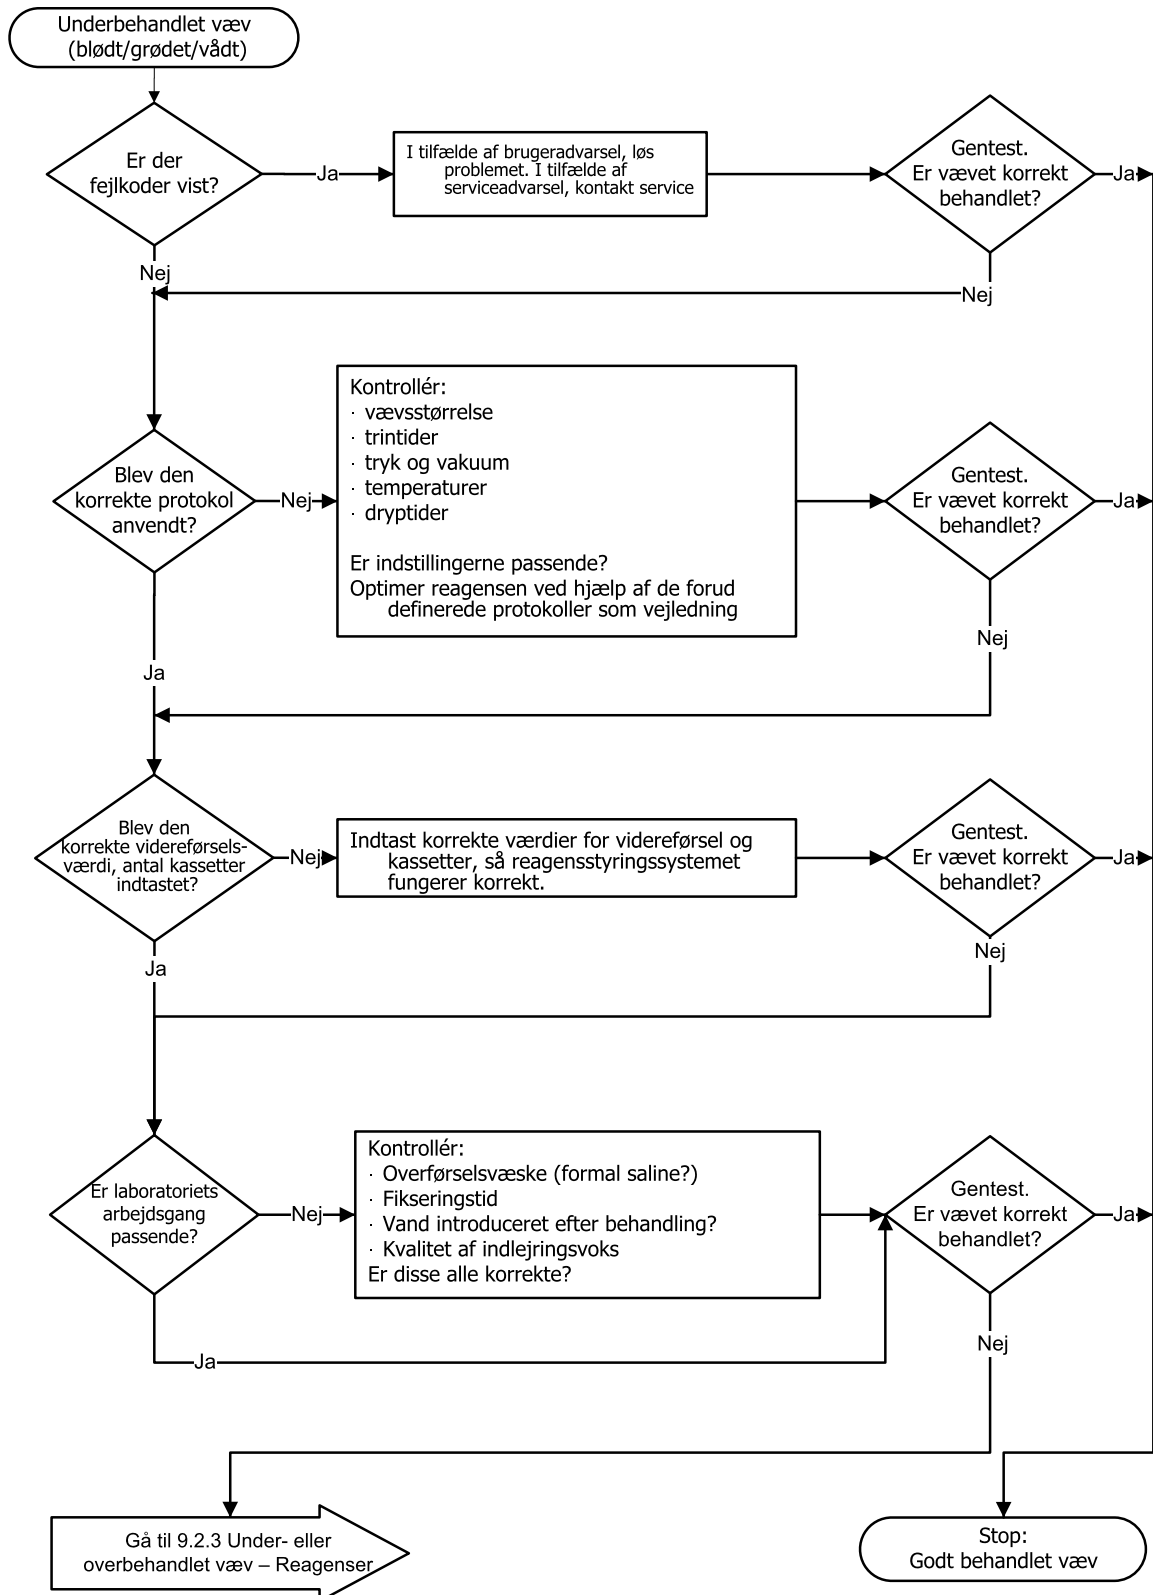 Underbehandlet væv
(blødt/grødet/vådt)
Er der
fejlkoder vist?
Ja
I tilfælde af brugeradvarsel, løs
problemet. I tilfælde af
serviceadvarsel, kontakt service
Gentest.
Er vævet korrekt
behandlet?
Ja
Nej
Nej
Blev den
korrekte protokol
anvendt?
Nej
Kontrollér:
· vævsstørrelse
· trintider
· tryk og vakuum
· temperaturer
· dryptider
Er indstillingerne passende?
Optimer reagensen ved hjælp af de forud
definerede protokoller som vejledning
Gentest.
Er vævet korrekt
behandlet?
Ja
Nej
Ja
Blev den
korrekte videreførsels-
værdi, antal kassetter
indtastet?
Nej
Indtast korrekte værdier for videreførsel og
kassetter, så reagensstyringssystemet
fungerer korrekt.
Gentest.
Er vævet korrekt
behandlet?
Ja
Nej
Ja
Er laboratoriets
arbejdsgang
passende?
Nej
Kontrollér:
· Overførselsvæske (formal saline?)
· Fikseringstid
· Vand introduceret efter behandling?
· Kvalitet af indlejringsvoks
Er disse alle korrekte?
Gentest.
Er vævet korrekt
behandlet?
Ja
Nej
Ja
Gå til 9.2.3 Under- eller
overbehandlet væv – Reagenser
Stop:
Godt behandlet væv